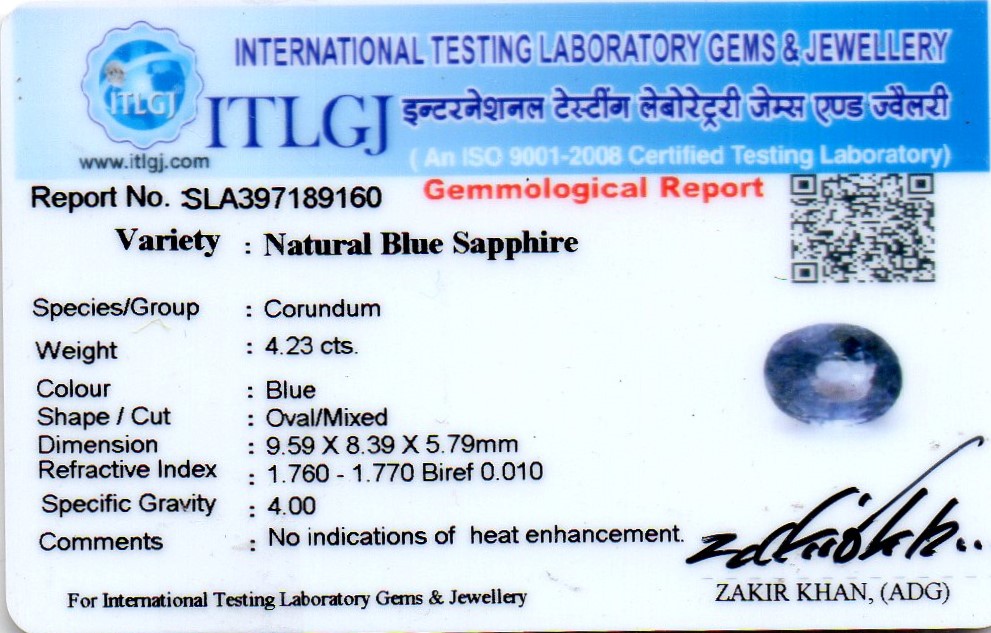 INTERNATIONAL TESTING LABORATORY GEMS & JEWELLERY
ITLGJ
ITLGJ इन्टरनेशनल टेस्टींग लेबोरेट्ररी जेम्स एण्ड ज्वैलरी
www.itlgj.com
( An ISO 9001-2008 Certified Testing Laboratory)
Report No. SLA397189160
Gemmological Report
Variety : Natural Blue Sapphire
Species/Group : Corundum
Weight : 4.23 cts.
Colour : Blue
Shape / Cut : Oval/Mixed
Dimension : 9.59 X 8.39 X 5.79mm
Refractive Index : 1.760 - 1.770 Biref 0.010
Specific Gravity : 4.00
Comments : No indications of heat enhancement.
For International Testing Laboratory Gems & Jewellery
ZAKIR KHAN, (ADG)